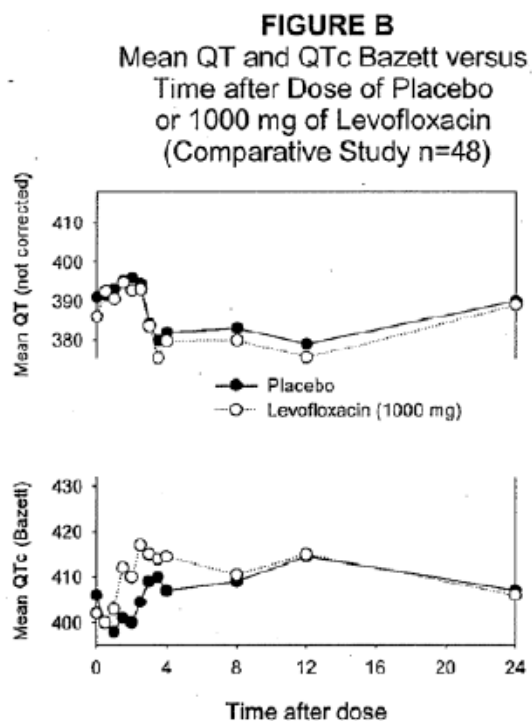 FIGURE B
Mean QT and QTc Bazett versus
Time after Dose of Placebo
or 1000 mg of Levofloxacin
(Comparative Study n=48)
Mean QT (not corrected)
410
400
390
380
Placebo
Levofloxacin (1000 mg)
Mean QTc (Bazett)
430
420
410
400
0 4 8 12 16 20 24
Time after dose